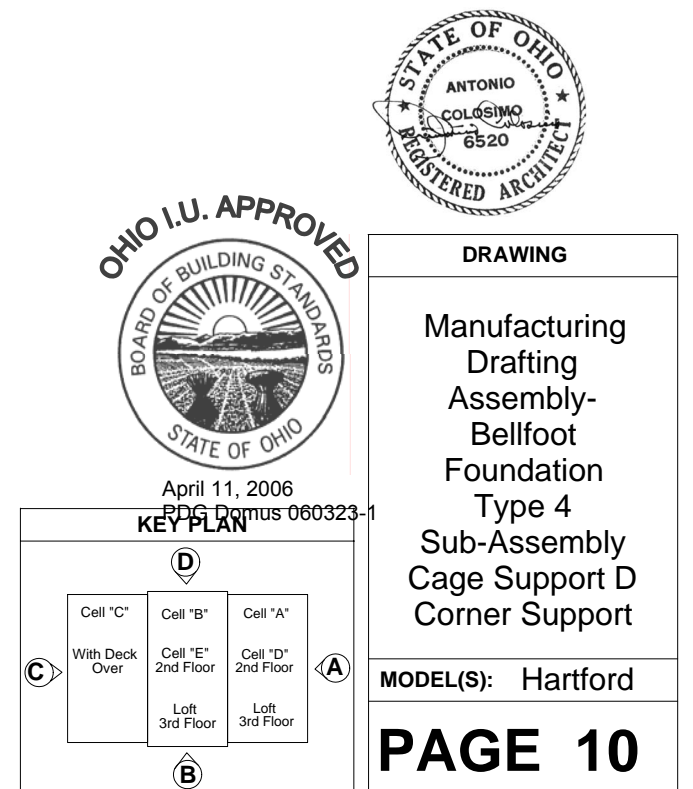 STATE OF OHIO
ANTONIO
COLOSIMO
6520
REGISTERED ARCHITECT
OHIO I.U. APPROVED
BOARD OF BUILDING STANDARDS
STATE OF OHIO
April 11, 2006
PDG Domus 060323-1
KEY PLAN
D
Cell "C"
Cell "B"
Cell "A"
With Deck
Over
Cell "E"
2nd Floor
Cell "D"
2nd Floor
C
A
Loft
3rd Floor
Loft
3rd Floor
B
DRAWING
Manufacturing
Drafting
Assembly-
Bellfoot
Foundation
Type 4
Sub-Assembly
Cage Support D
Corner Support
MODEL(S): Hartford
PAGE 10